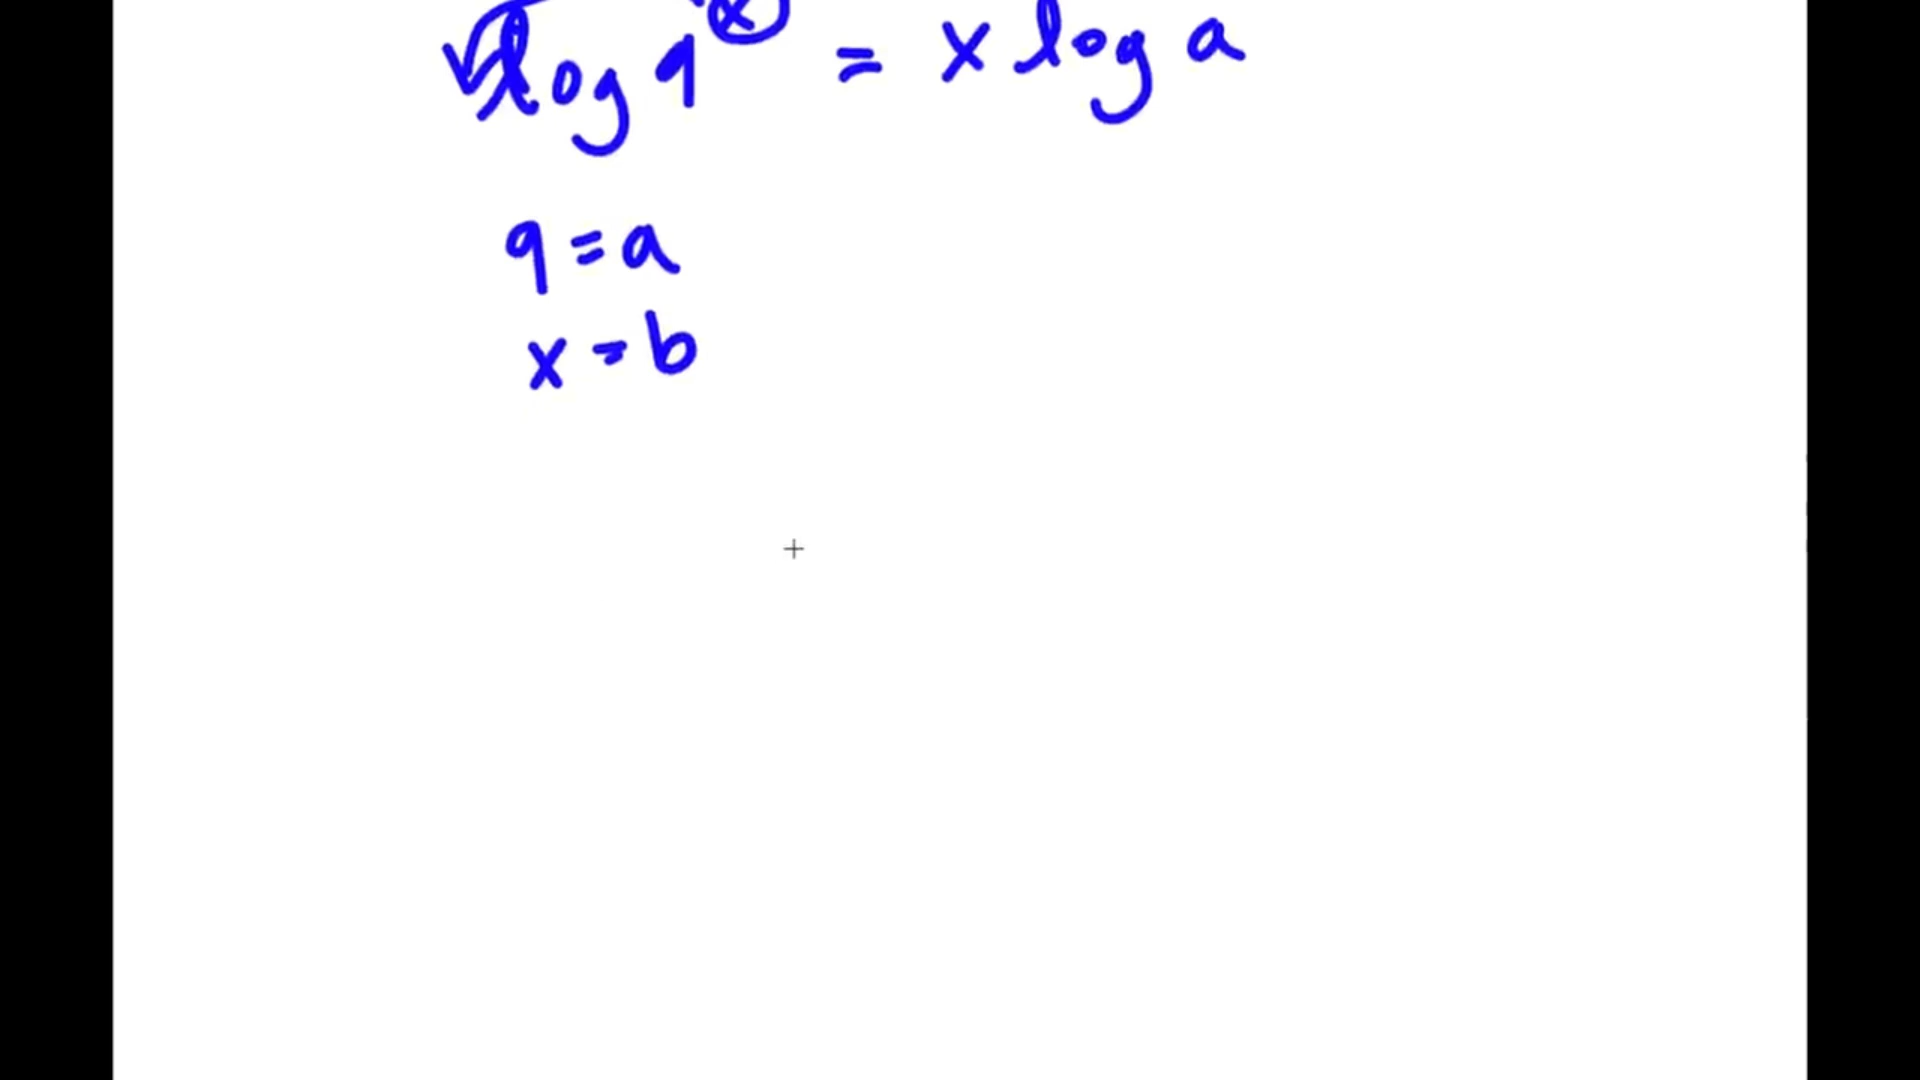 log q^x = x log a
q = a
x = b